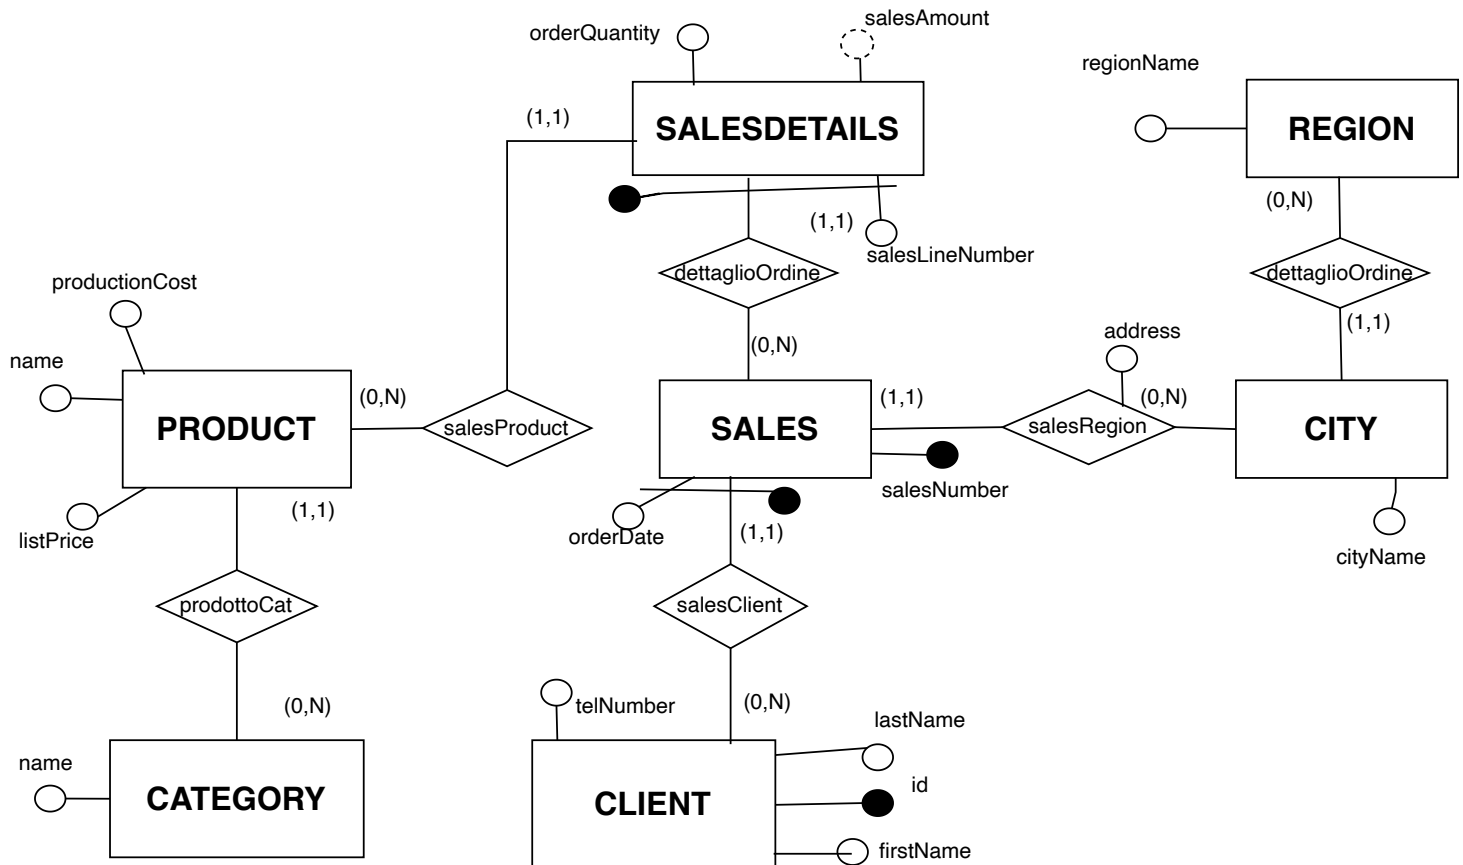 salesAmount
orderQuantity
regionName
(1,1)
SALESDETAILS
REGION
(0,N)
(1,1)
salesLineNumber
dettaglioOrdine
dettaglioOrdine
productionCost
(1,1)
address
(0,N)
name
(0,N)
(1,1)
(0,N)
PRODUCT
salesProduct
SALES
salesRegion
CITY
salesNumber
(1,1)
listPrice
orderDate
(1,1)
cityName
prodottoCat
salesClient
(0,N)
telNumber
(0,N)
lastName
name
id
CATEGORY
CLIENT
firstName